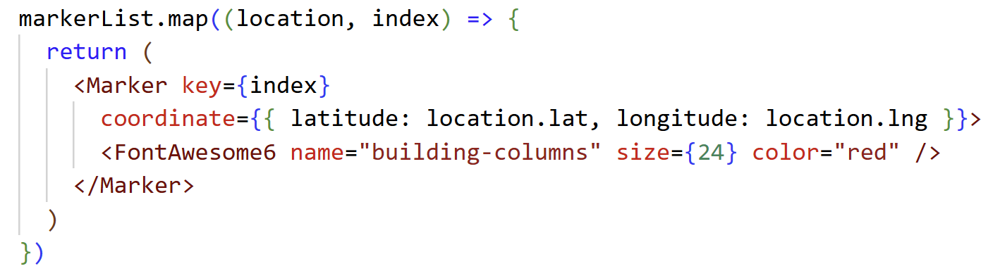 markerList.map((location, index) => {
  return (
    <Marker key={index}
      coordinate={{ latitude: location.lat, longitude: location.lng }}>
      <FontAwesome6 name="building-columns" size={24} color="red" />
    </Marker>
  )
})